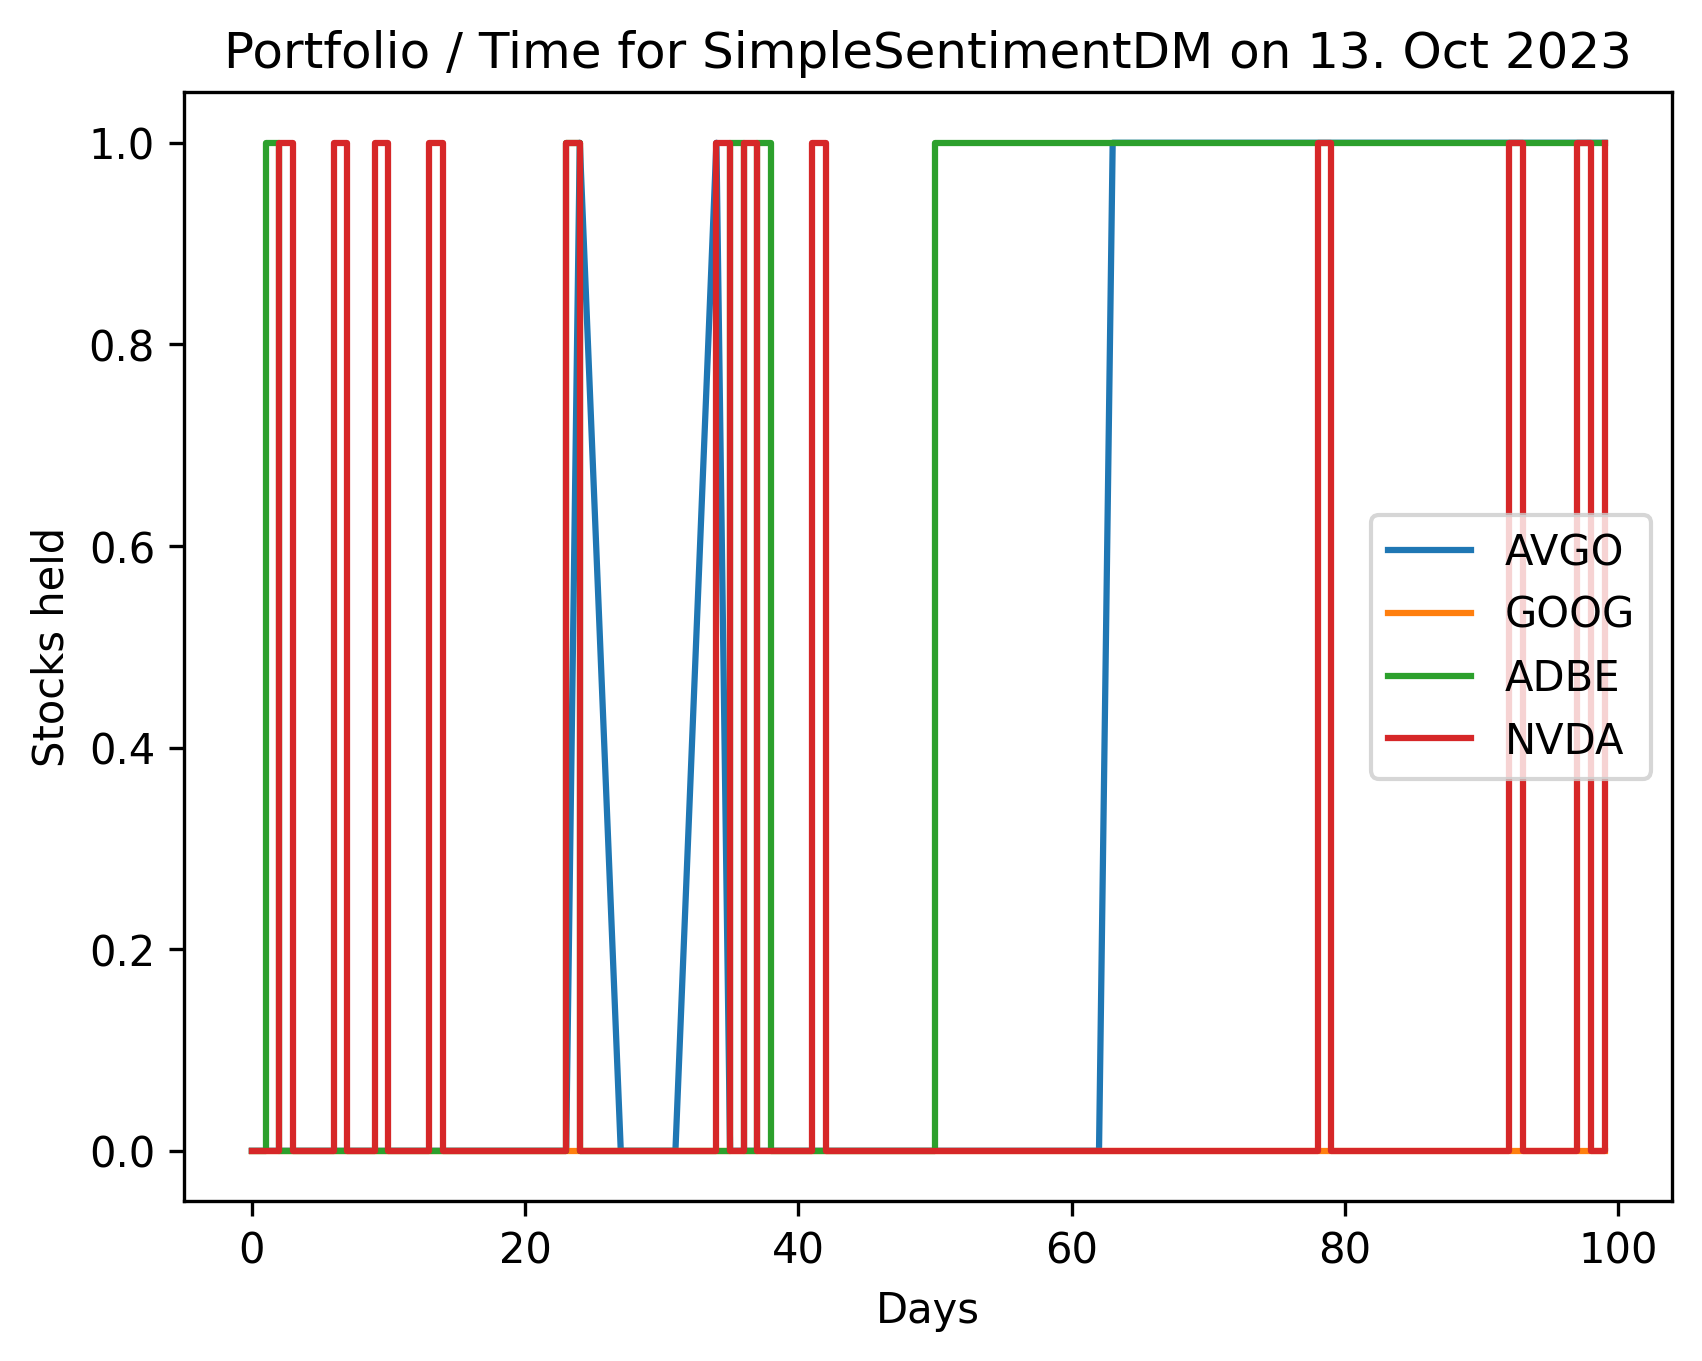 Portfolio / Time for SimpleSentimentDM on 13. Oct 2023
1.0
0.8
0.6
0.4
0.2
0.0
Stocks held
AVGO
GOOG
ADBE
NVDA
0 20 40 60 80 100
Days